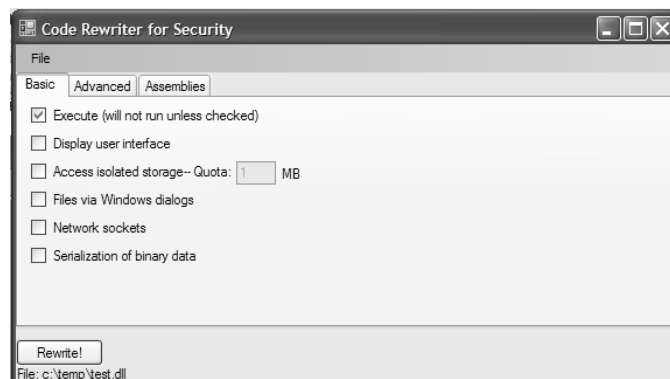 Code Rewriter for Security
File
Basic Advanced Assemblies
Execute (will not run unless checked)
Display user interface
Access isolated storage-- Quota: 1 MB
Files via Windows dialogs
Network sockets
Serialization of binary data
Rewrite!
File: c:\temp\test.dll